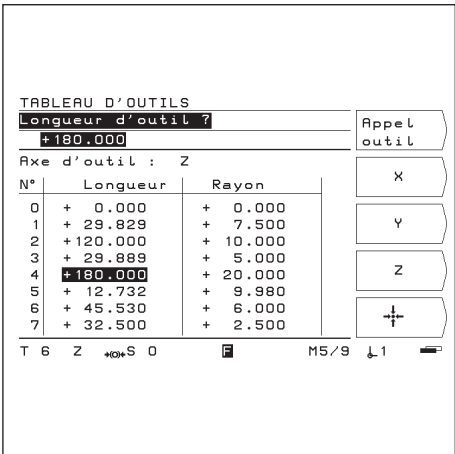 TABLEAU D'OUTILS
Longueur d'outil ?
+180.000
Appel
outil
Axe d'outil : Z
N° Longueur Rayon
0 + 0.000 + 0.000
1 + 29.829 + 7.500
2 +120.000 + 10.000
3 + 29.889 + 5.000
4 +180.000 + 20.000
5 + 12.732 + 9.980
6 + 45.530 + 6.000
7 + 32.500 + 2.500
X
Y
Z
T 6 Z S 0 F M5/9 1